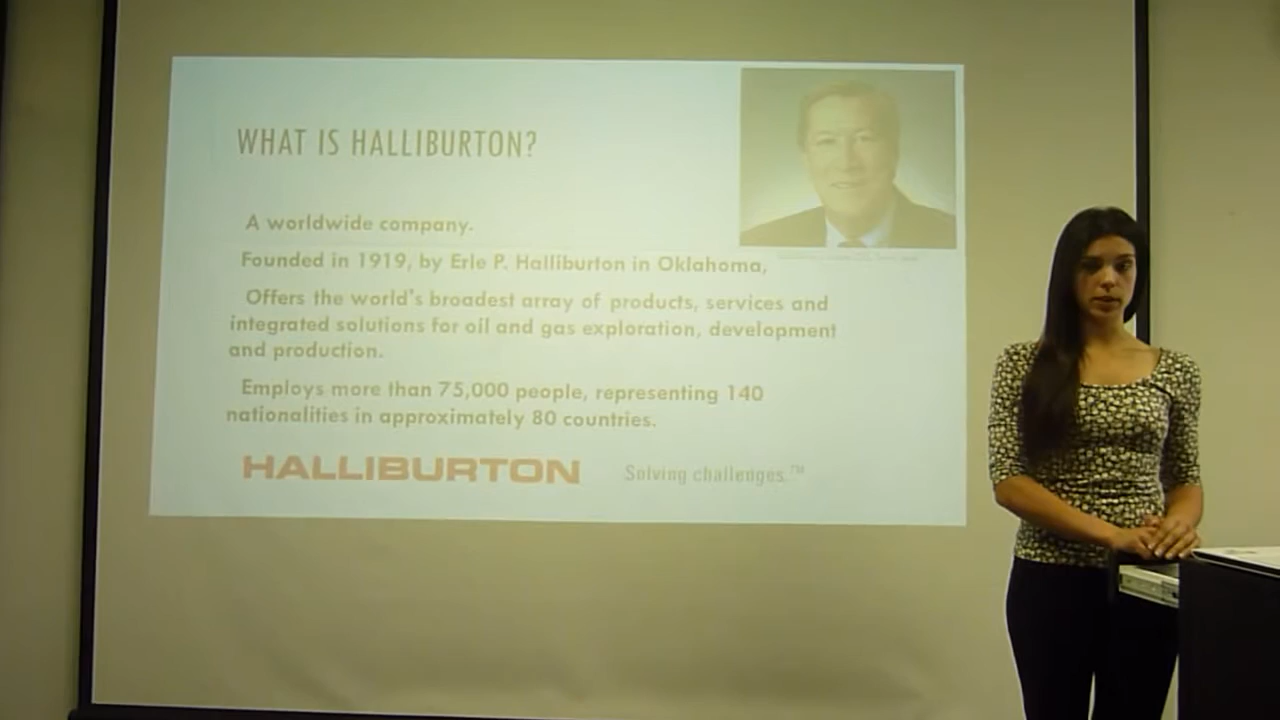 WHAT IS HALLIBURTON?
A worldwide company.
Founded in 1919, by Erle P. Halliburton in Oklahoma,
Offers the world's broadest array of products, services and
integrated solutions for oil and gas exploration, development
and production.
Employs more than 75,000 people, representing 140
nationalities in approximately 80 countries.
HALLIBURTON Solving challenges.™